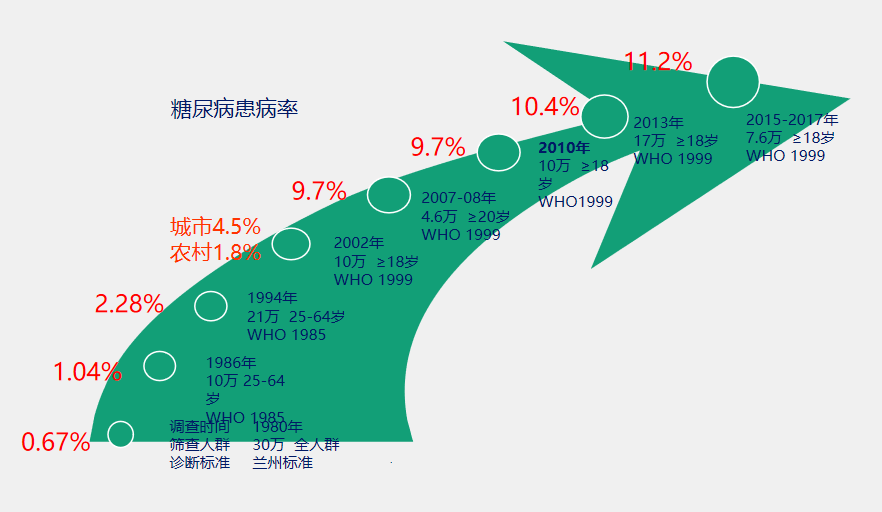 糖尿病患病率
11.2%
2015-2017年
7.6万  ≥18岁
WHO 1999
10.4%
2013年
17万  ≥18岁
WHO 1999
9.7%
2010年
10万  ≥18
岁
WHO1999
9.7%
2007-08年
4.6万  ≥20岁
WHO 1999
城市4.5%
农村1.8%
2002年
10万  ≥18岁
WHO 1999
2.28%
1994年
21万  25-64岁
WHO 1985
1.04%
1986年
10万 25-64
岁
WHO 1985
0.67%
调查时间  1980年
筛查人群  30万  全人群
诊断标准  兰州标准